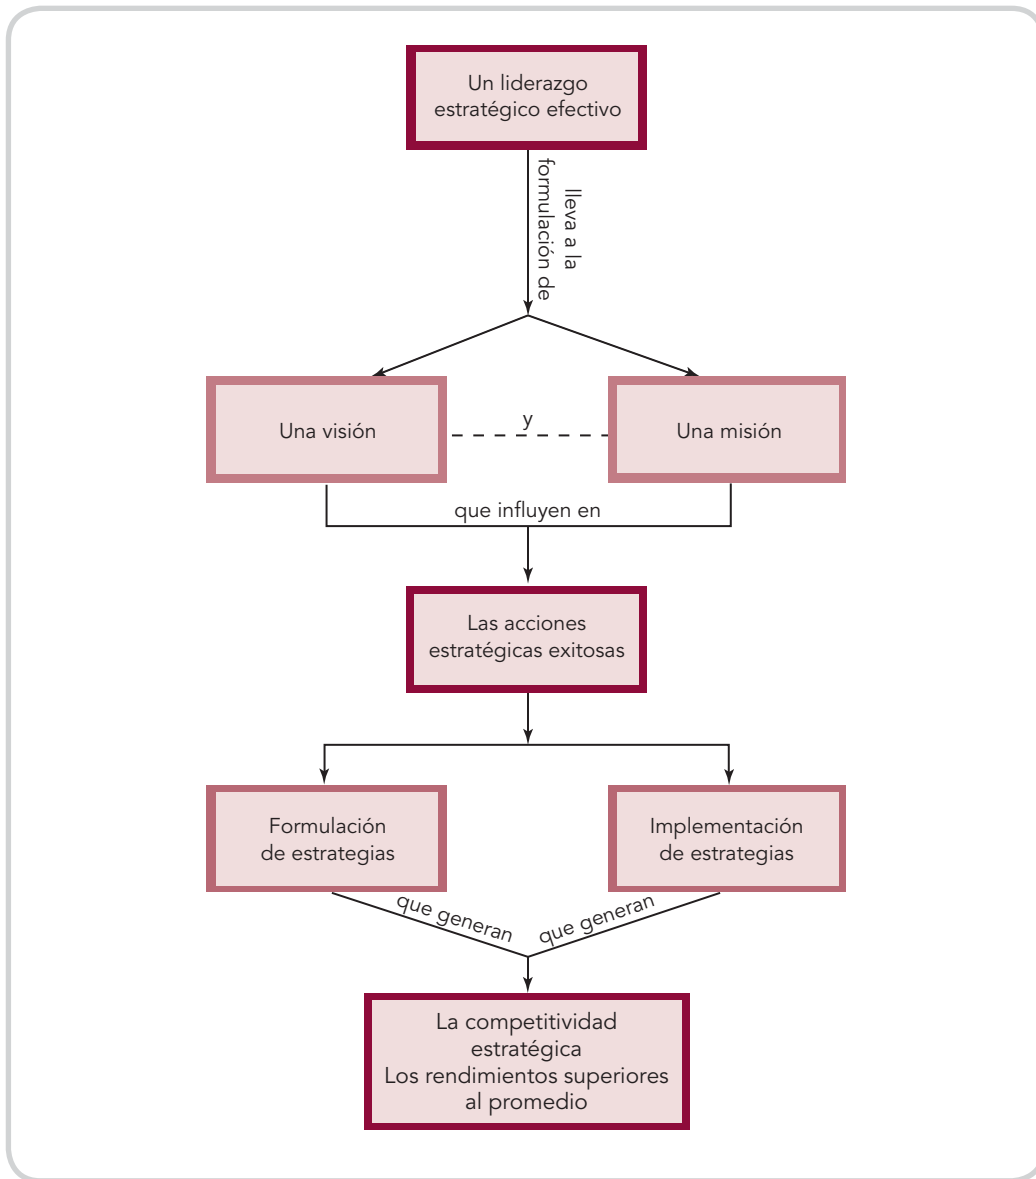 Un liderazgo
estratégico efectivo
lleva a la
formulación de
Una visión
y
Una misión
que influyen en
Las acciones
estratégicas exitosas
Formulación
de estrategias
Implementación
de estrategias
que generan
que generan
La competitividad
estratégica
Los rendimientos superiores
al promedio